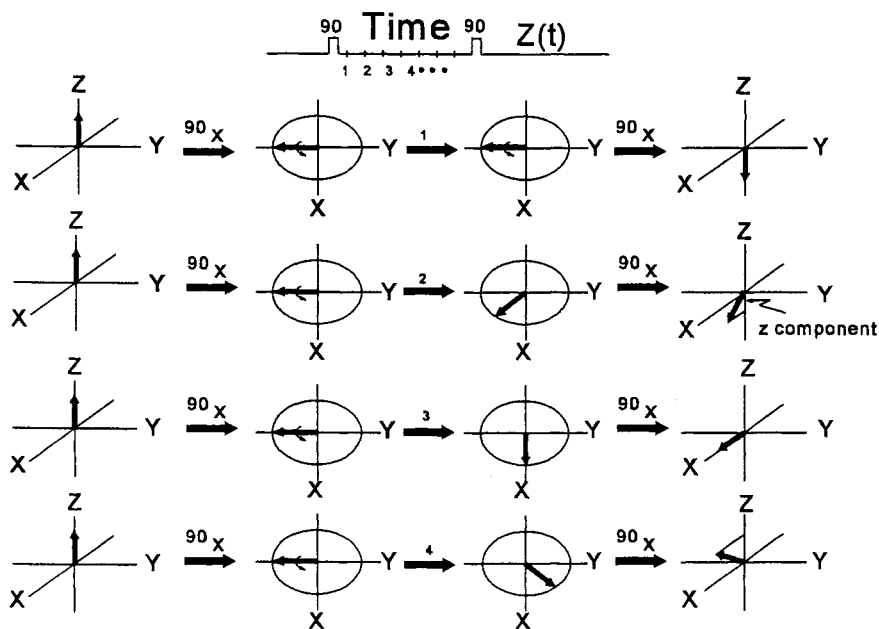 90 Time 90 Z(t)
1 2 3 4•••
Z
90 X 1 90 X
Y Y Y Y
X X X X
Z
Z Z
90 X 2 90 X
Y Y Y Y
X X X X
z component
Z Z
90 X 3 90 X
Y Y Y Y
X X X X
Z Z
90 X 4 90 X
Y Y Y Y
X X X X